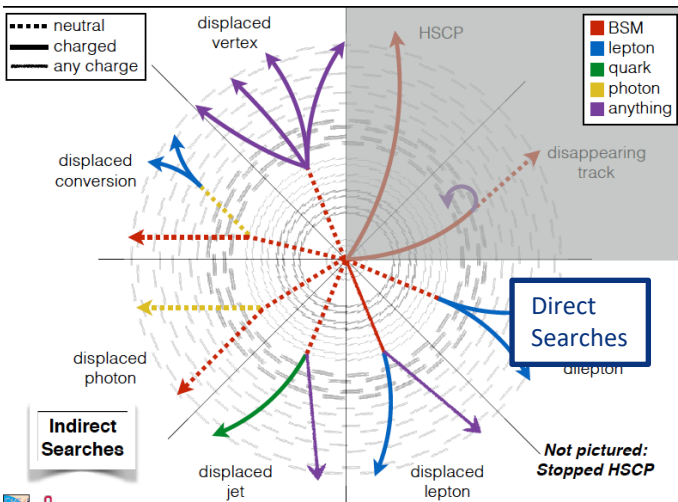 neutral
charged
any charge
displaced
vertex
HSCP
BSM
lepton
quark
photon
anything
displaced
conversion
disappearing
track
Direct
Searches
dilepton
displaced
photon
Indirect
Searches
displaced
jet
displaced
lepton
Not pictured:
Stopped HSCP